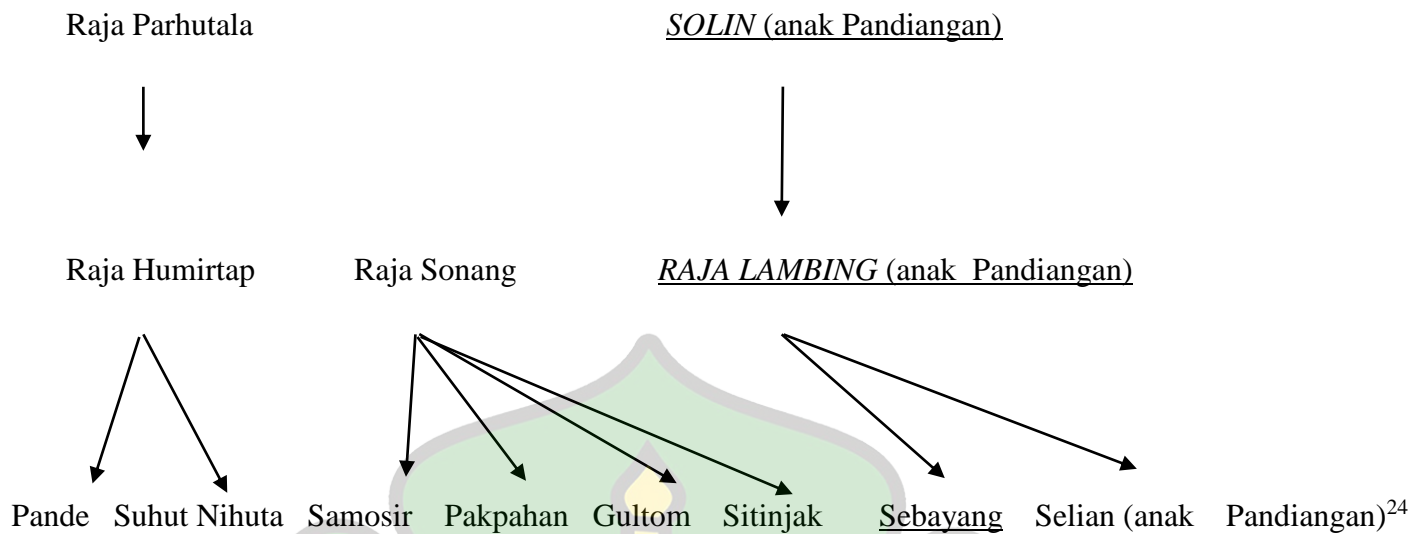 Raja Parhutala SOLIN (anak Pandiangan)
Raja Humirtap Raja Sonang RAJA LAMBING (anak Pandiangan)
Pande Suhut Nihuta Samosir Pakpahan Gultom Sitinjak Sebayang Selian (anak Pandiangan)24